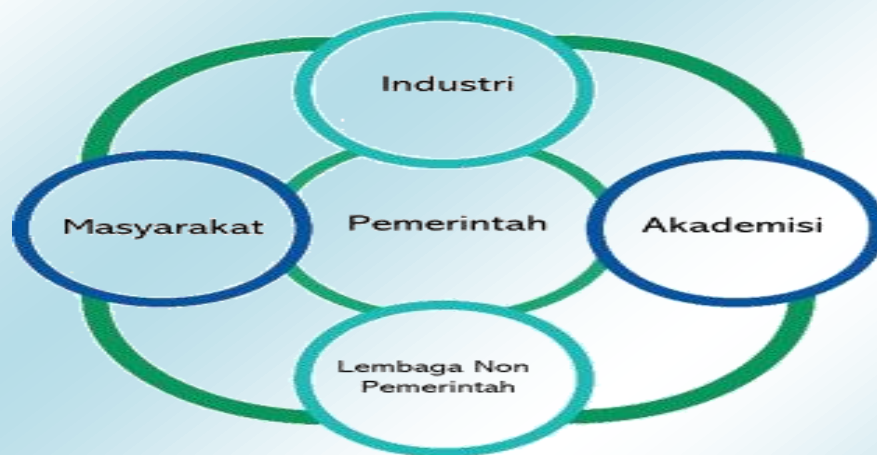 Industri
Masyarakat
Pemerintah
Akademisi
Lembaga Non
Pemerintah